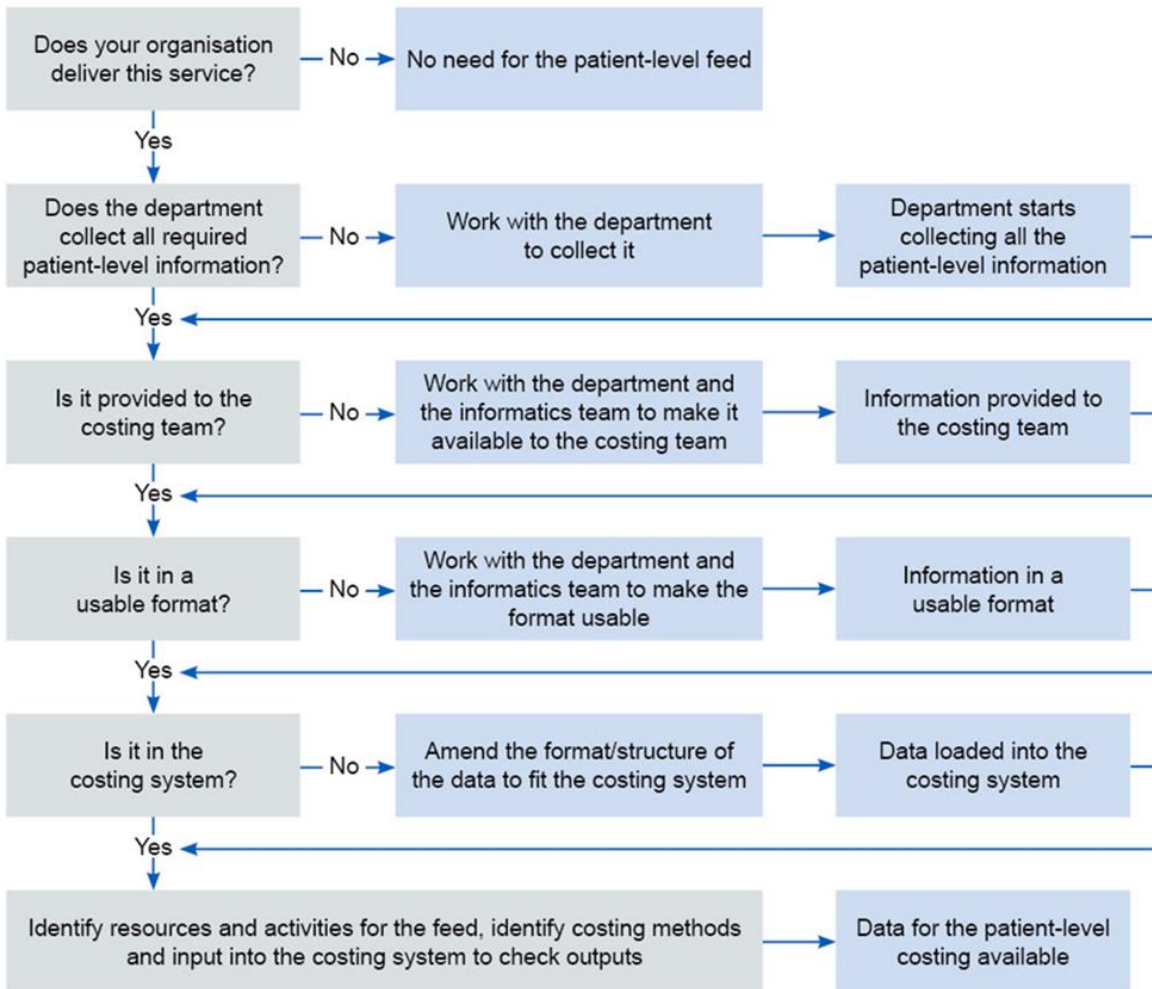 Does your organisation
deliver this service?
No
No need for the patient-level feed
Yes
Does the department
collect all required
patient-level information?
No
Work with the department
to collect it
Department starts
collecting all the
patient-level information
Yes
Is it provided to the
costing team?
No
Work with the department and
the informatics team to make it
available to the costing team
Information provided to
the costing team
Yes
Is it in a
usable format?
No
Work with the department and
the informatics team to make the
format usable
Information in a
usable format
Yes
Is it in the
costing system?
No
Amend the format/structure of
the data to fit the costing system
Data loaded into the
costing system
Yes
Identify resources and activities for the feed, identify costing methods
and input into the costing system to check outputs
Data for the patient-level
costing available